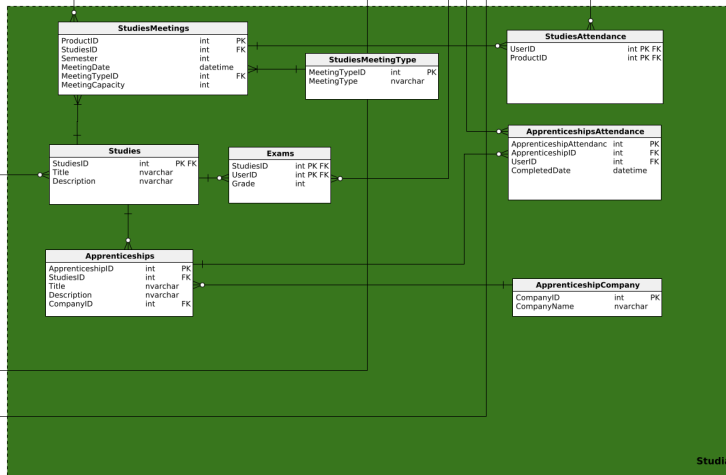 StudiesMeetings
ProductID int PK
StudiesID int FK
Semester int
MeetingDate datetime
MeetingTypeID int FK
MeetingCapacity int
StudiesMeetingType
MeetingTypeID int PK
MeetingType nvarchar
StudiesAttendance
UserID int PK FK
ProductID int PK FK
Studies
StudiesID int PK FK
Title nvarchar
Description nvarchar
Exams
StudiesID int PK FK
UserID int PK FK
Grade int
ApprenticeshipsAttendance
ApprenticeshipAttendanc int PK
ApprenticeshipID int FK
UserID int FK
CompletedDate datetime
Apprenticeships
ApprenticeshipID int PK
StudiesID int FK
Title nvarchar
Description nvarchar
CompanyID int FK
ApprenticeshipCompany
CompanyID int PK
CompanyName nvarchar